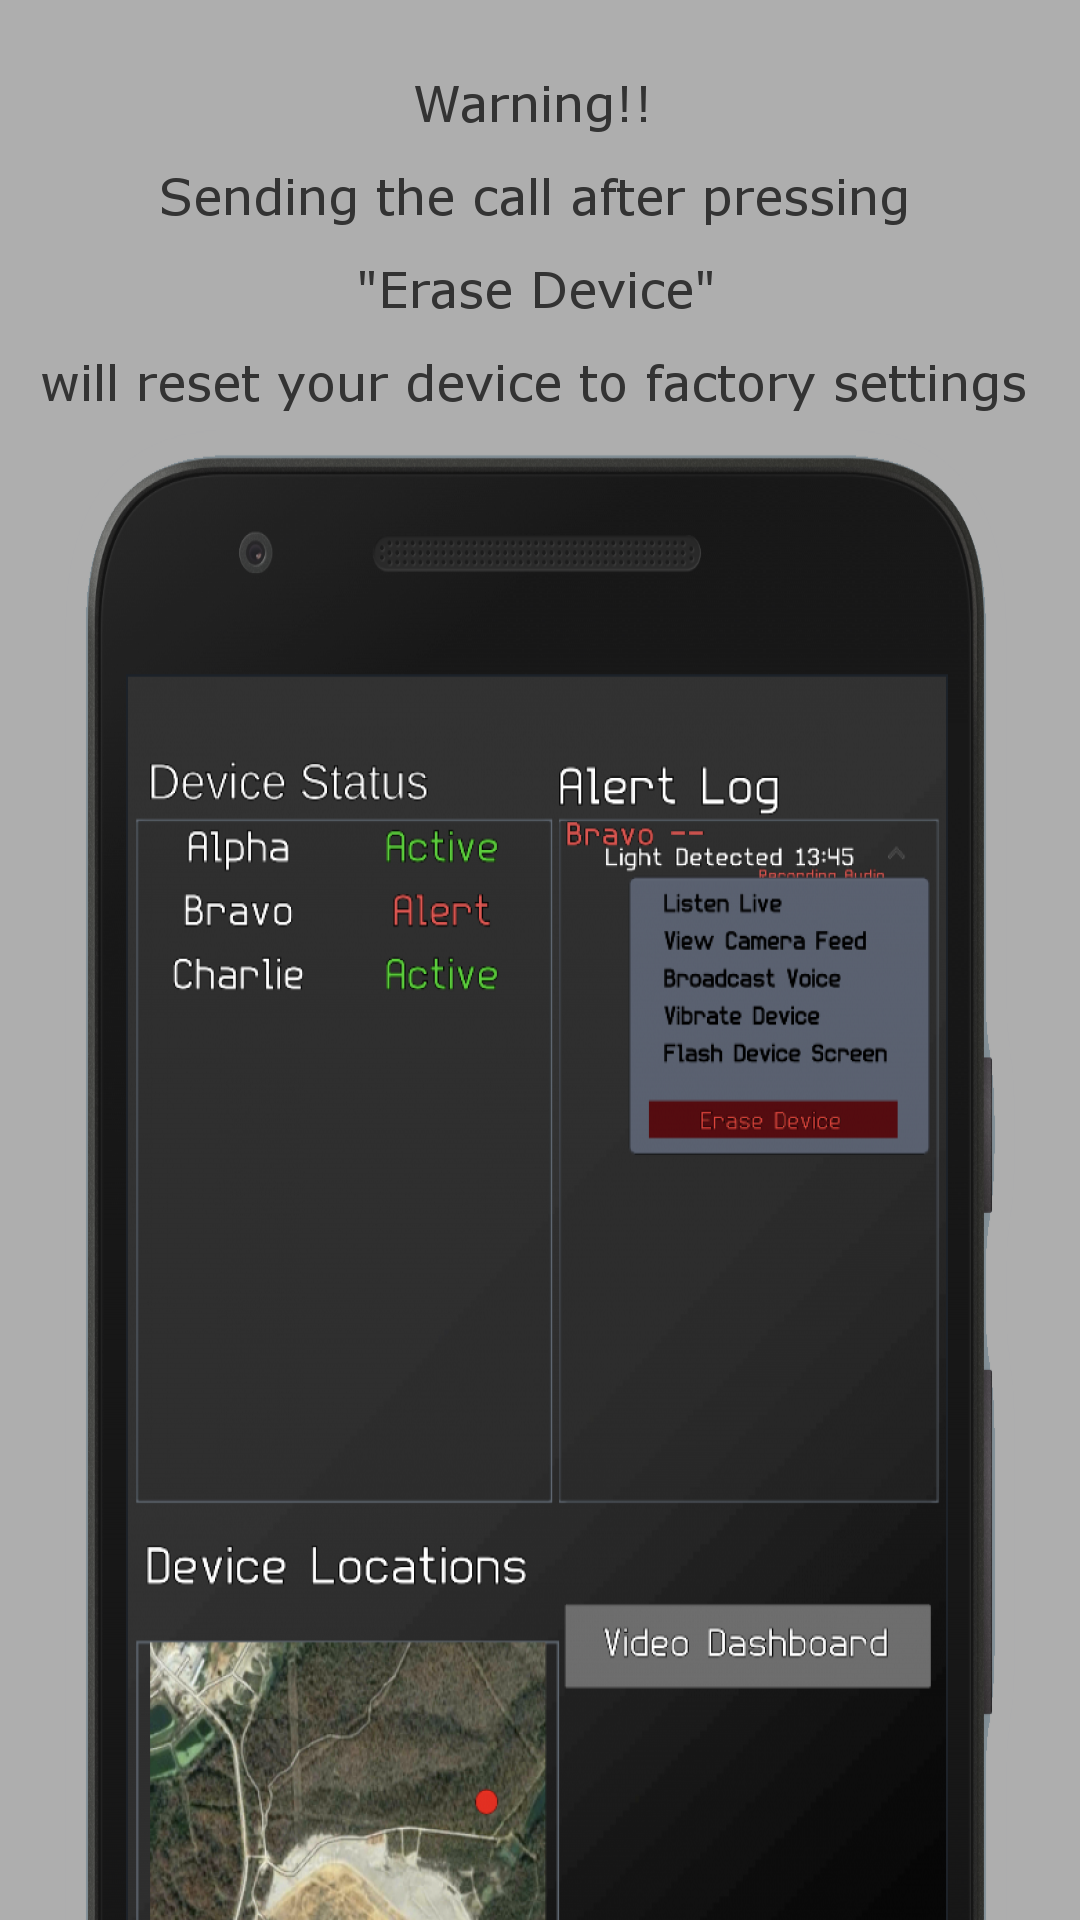 Warning!!
Sending the call after pressing
"Erase Device"
will reset your device to factory settings
Device Status
Alpha Active
Bravo Alert
Charlie Active
Alert Log
Bravo --
Light Detected 13:45
Recording Audio
Listen Live
View Camera Feed
Broadcast Voice
Vibrate Device
Flash Device Screen
Erase Device
Device Locations
Video Dashboard